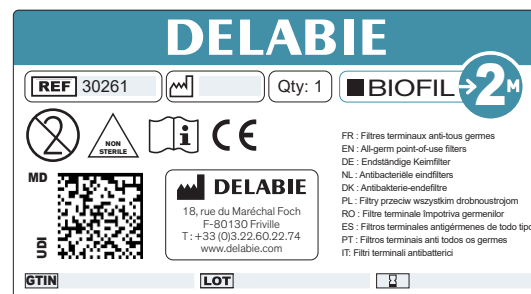 DELABIE
REF 30261
Qty: 1
BIOFIL 2M
2
NON
STERILE
i
CE
MD
UDI
DELABIE
18, rue du Maréchal Foch
F-80130 Friville
T : +33 (0)3.22.60.22.74
www.delabie.com
FR : Filtres terminaux anti-tous germes
EN : All-germ point-of-use filters
DE : Endständige Keimfilter
NL : Antibacteriële eindfilters
DK : Antibakterie-endefiltre
PL : Filtry przeciw wszystkim drobnoustrojom
RO : Filtre terminale împotriva germenilor
ES : Filtros terminales antigérmenes de todo tipo
PT : Filtros terminais anti todos os germes
IT: Filtri terminali antibatterici
GTIN
LOT